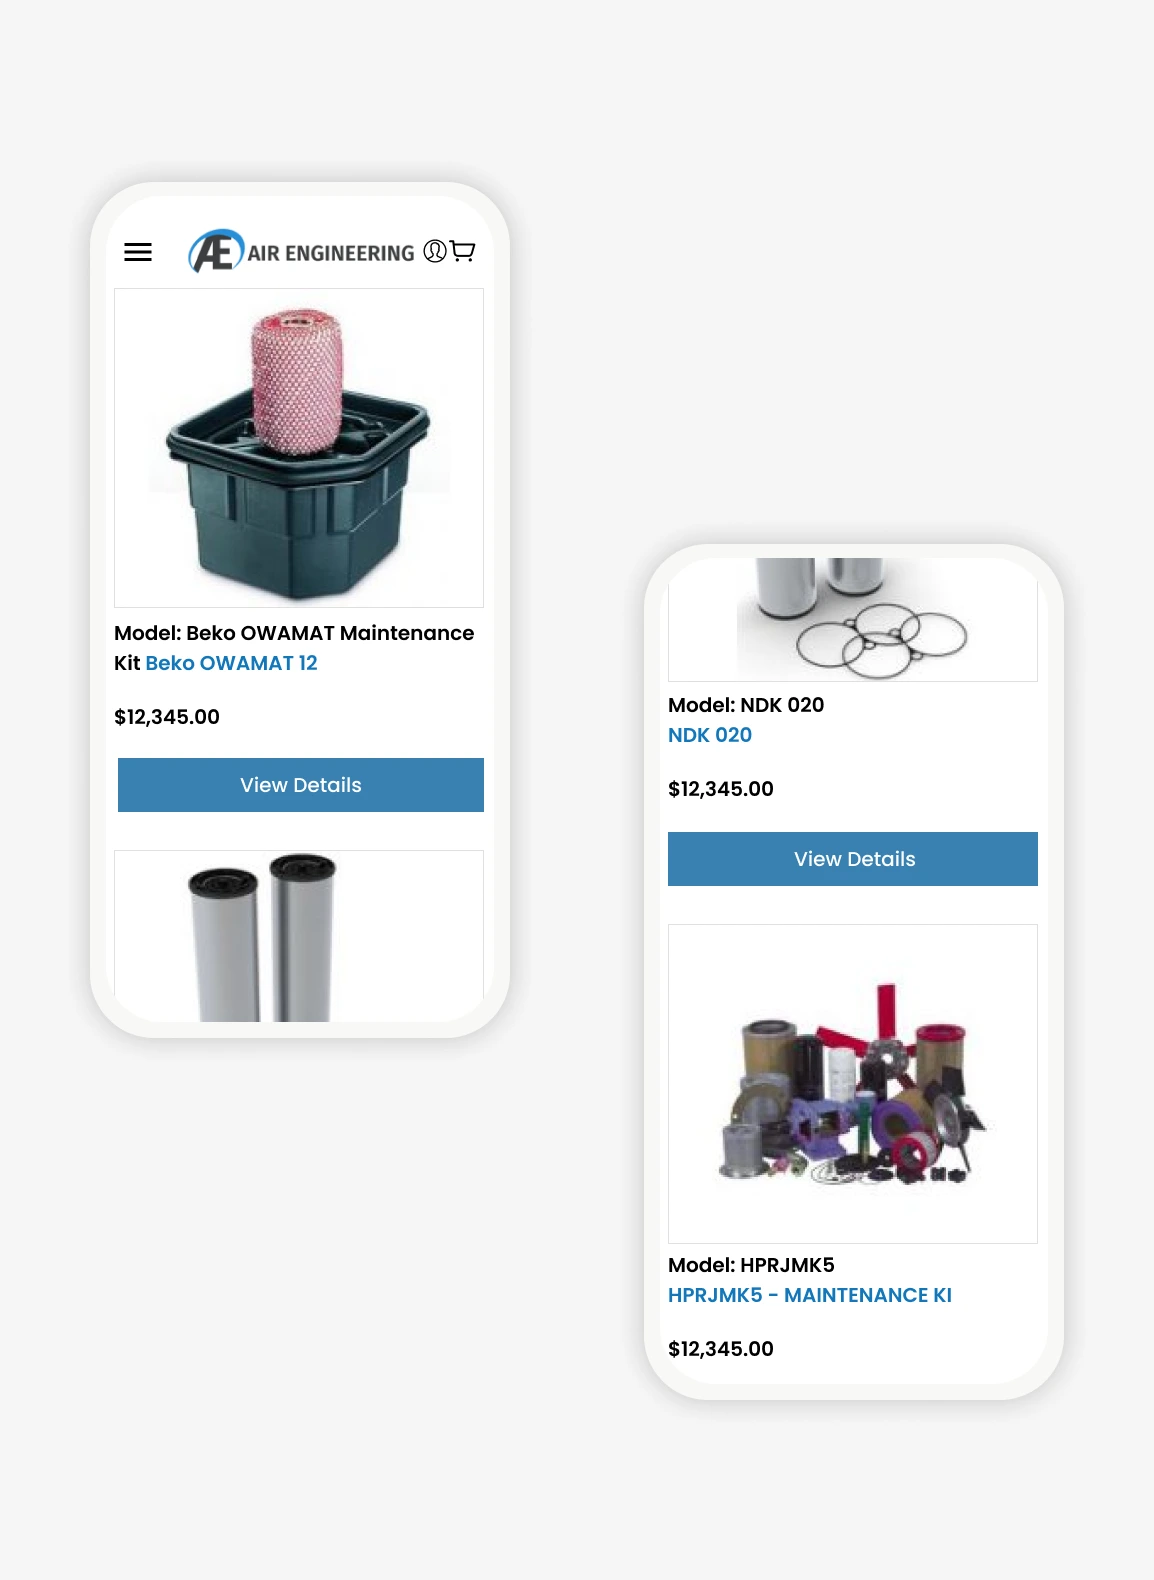 Æ AIR ENGINEERING
Model: Beko OWAMAT Maintenance
Kit Beko OWAMAT 12
$12,345.00
View Details
Model: NDK 020
NDK 020
$12,345.00
View Details
Model: HPRJMK5
HPRJMK5 - MAINTENANCE KI
$12,345.00